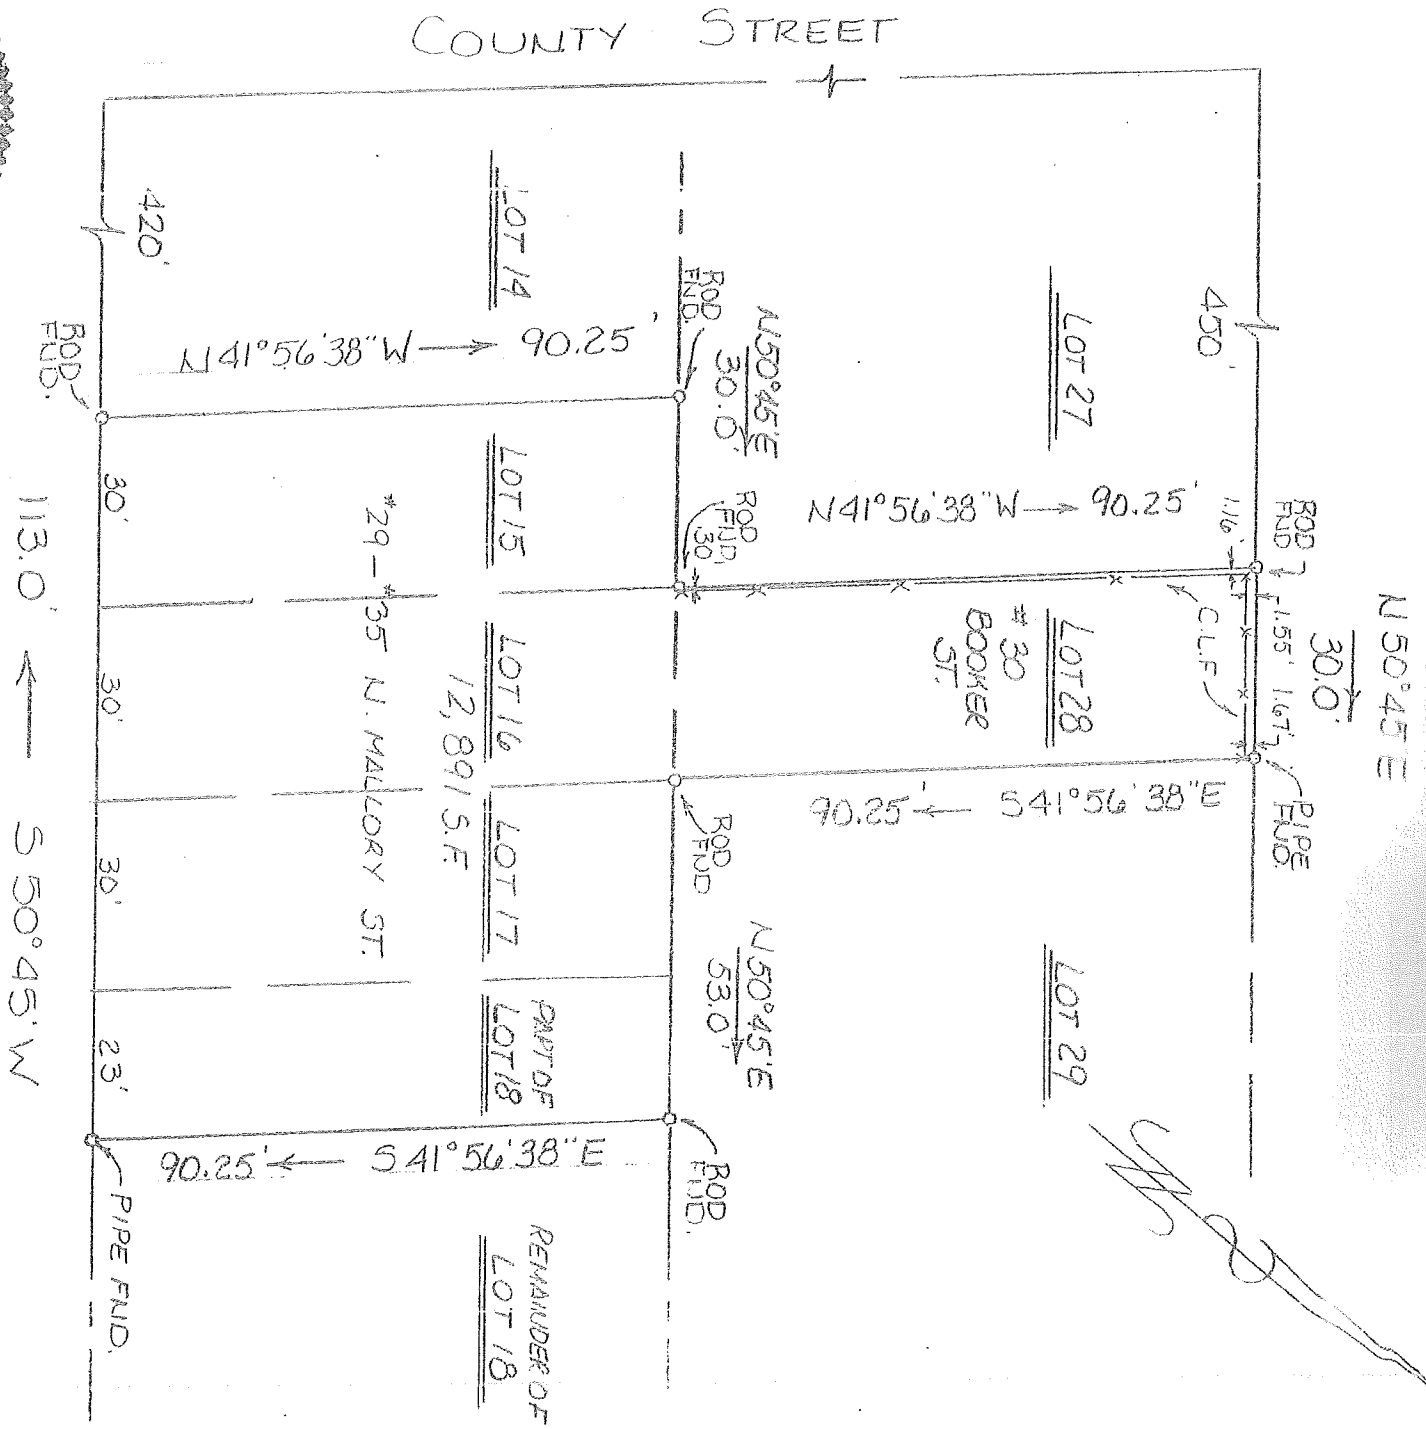 COUNTY STREET
420'
LOT 14
ROD
FND.
N50°45'E
30.0'
LOT 27
450'
ROD
FND.
N41°56'38"W → 90.25'
30'
LOT 15
#29-#35 N. MALLORY ST.
ROD
FND.
.30'
N41°56'38"W → 90.25'
1.16'
ROD
FND
1.55'
1.67'
N50°45'E
30.0'
C.L.F.
30'
LOT 16
12,891 S.F.
LOT 28
#30
BOOKER
ST.
PIPE
FND.
113.0' ← S50°45'W
30'
LOT 17
ROD
FND
90.25' ← S41°56'38"E
N50°45'E
53.0'
LOT 29
23'
PART OF
LOT 18
90.25' ← S41°56'38"E
ROD
FND.
PIPE FND.
REMAINDER OF
LOT 18